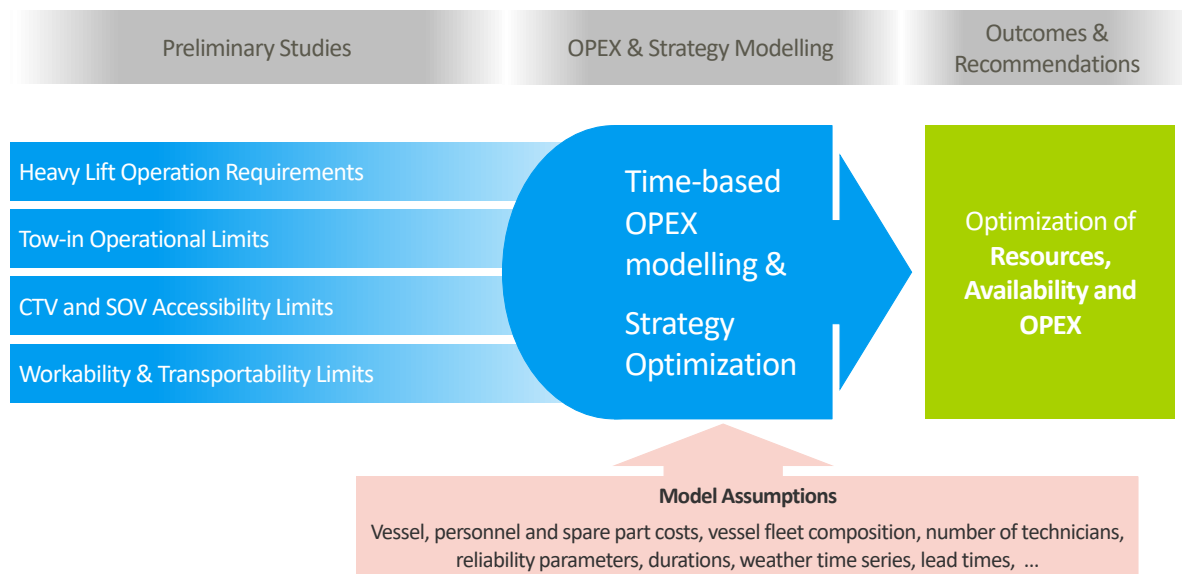 Preliminary Studies
OPEX & Strategy Modelling
Outcomes &
Recommendations
Heavy Lift Operation Requirements
Tow-in Operational Limits
CTV and SOV Accessibility Limits
Workability & Transportability Limits
Time-based
OPEX
modelling &
Strategy
Optimization
Optimization of
Resources,
Availability and
OPEX
Model Assumptions
Vessel, personnel and spare part costs, vessel fleet composition, number of technicians,
reliability parameters, durations, weather time series, lead times, ...